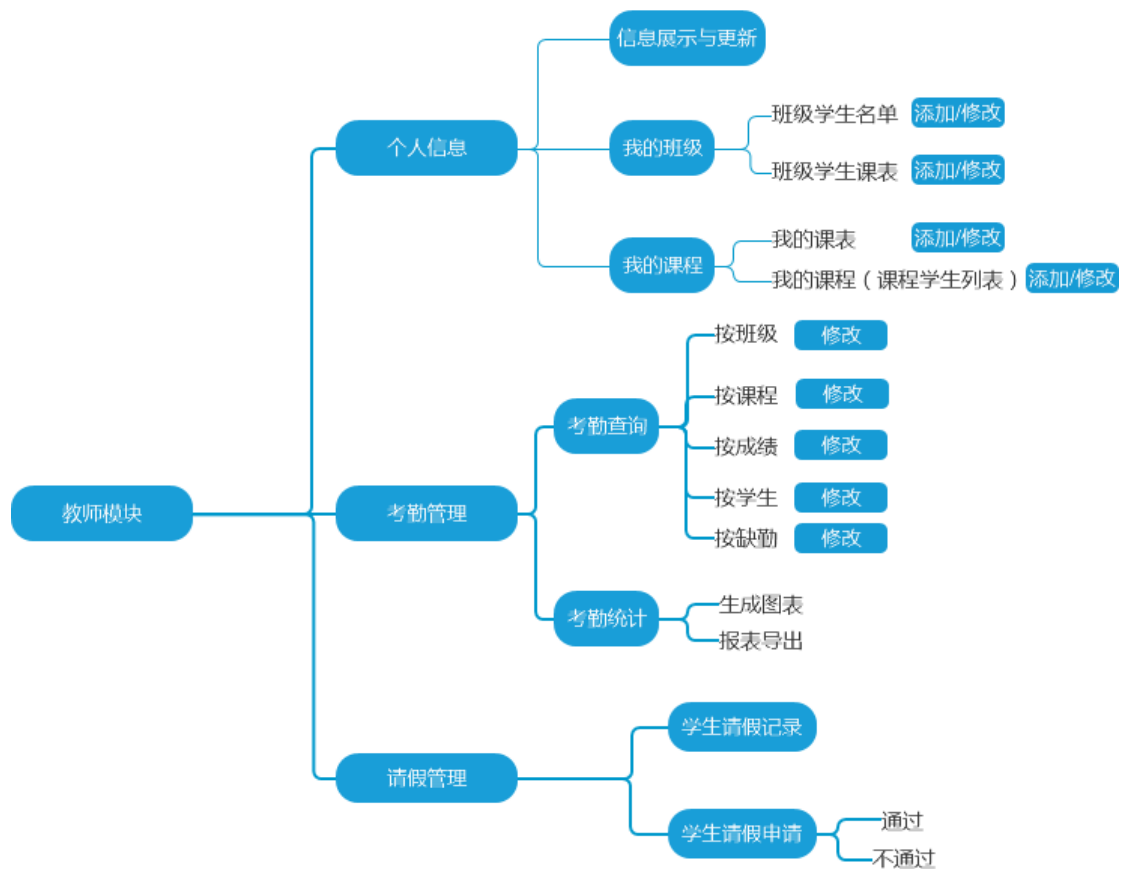 信息展示与更新
班级学生名单 添加/修改
个人信息
我的班级
班级学生课表 添加/修改
我的课表 添加/修改
我的课程
我的课程（课程学生列表） 添加/修改
按班级 修改
按课程 修改
考勤查询
按成绩 修改
按学生 修改
教师模块
考勤管理
按缺勤 修改
生成图表
考勤统计
报表导出
学生请假记录
请假管理
通过
学生请假申请
不通过